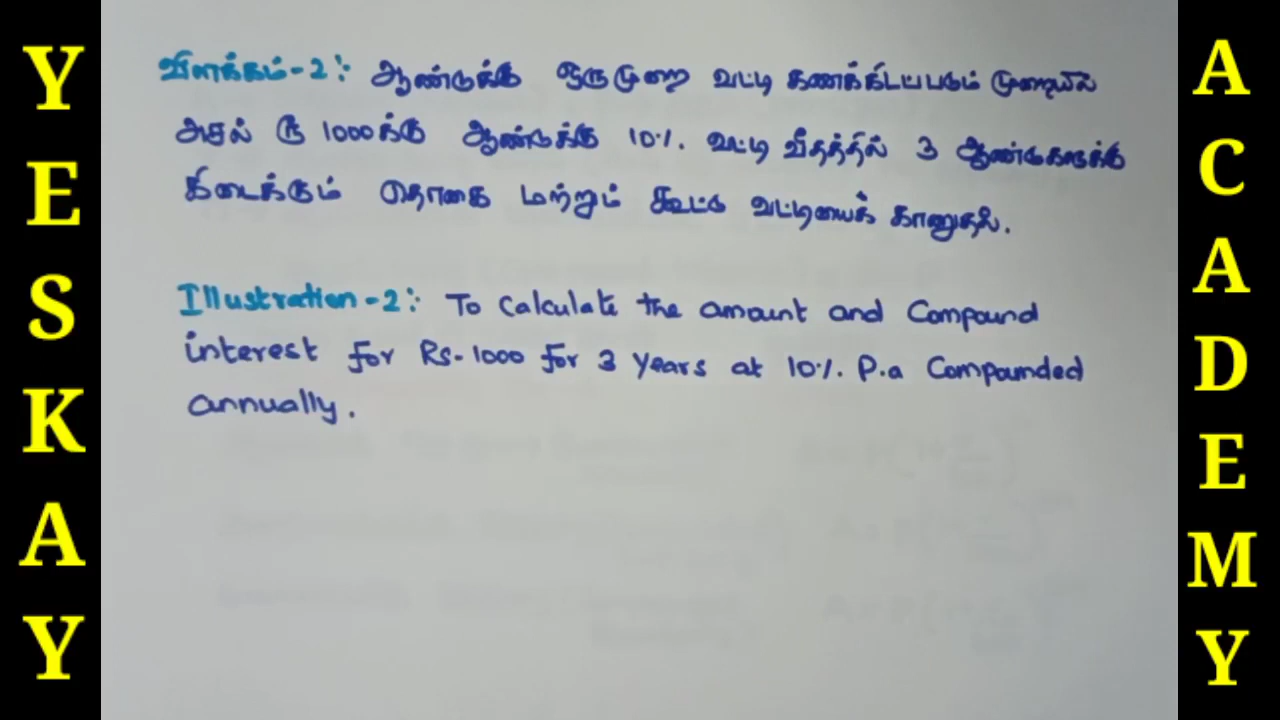 YESKAY
விளக்கம்-2:- ஆண்டுக்கு ஒருமுறை வட்டி கணக்கிடப்படும் முறையில்
அசல் ரூ 1000க்கு ஆண்டுக்கு 10%. வட்டி வீதத்தில் 3 ஆண்டுகளுக்கு
கிடைக்கும் தொகை மற்றும் கூட்டு வட்டியைக் காணுதல்.
Illustration-2:- To Calculate the amount and Compound
interest for Rs-1000 for 3 Years at 10%. P.a Compounded
annually.
ACADEMY